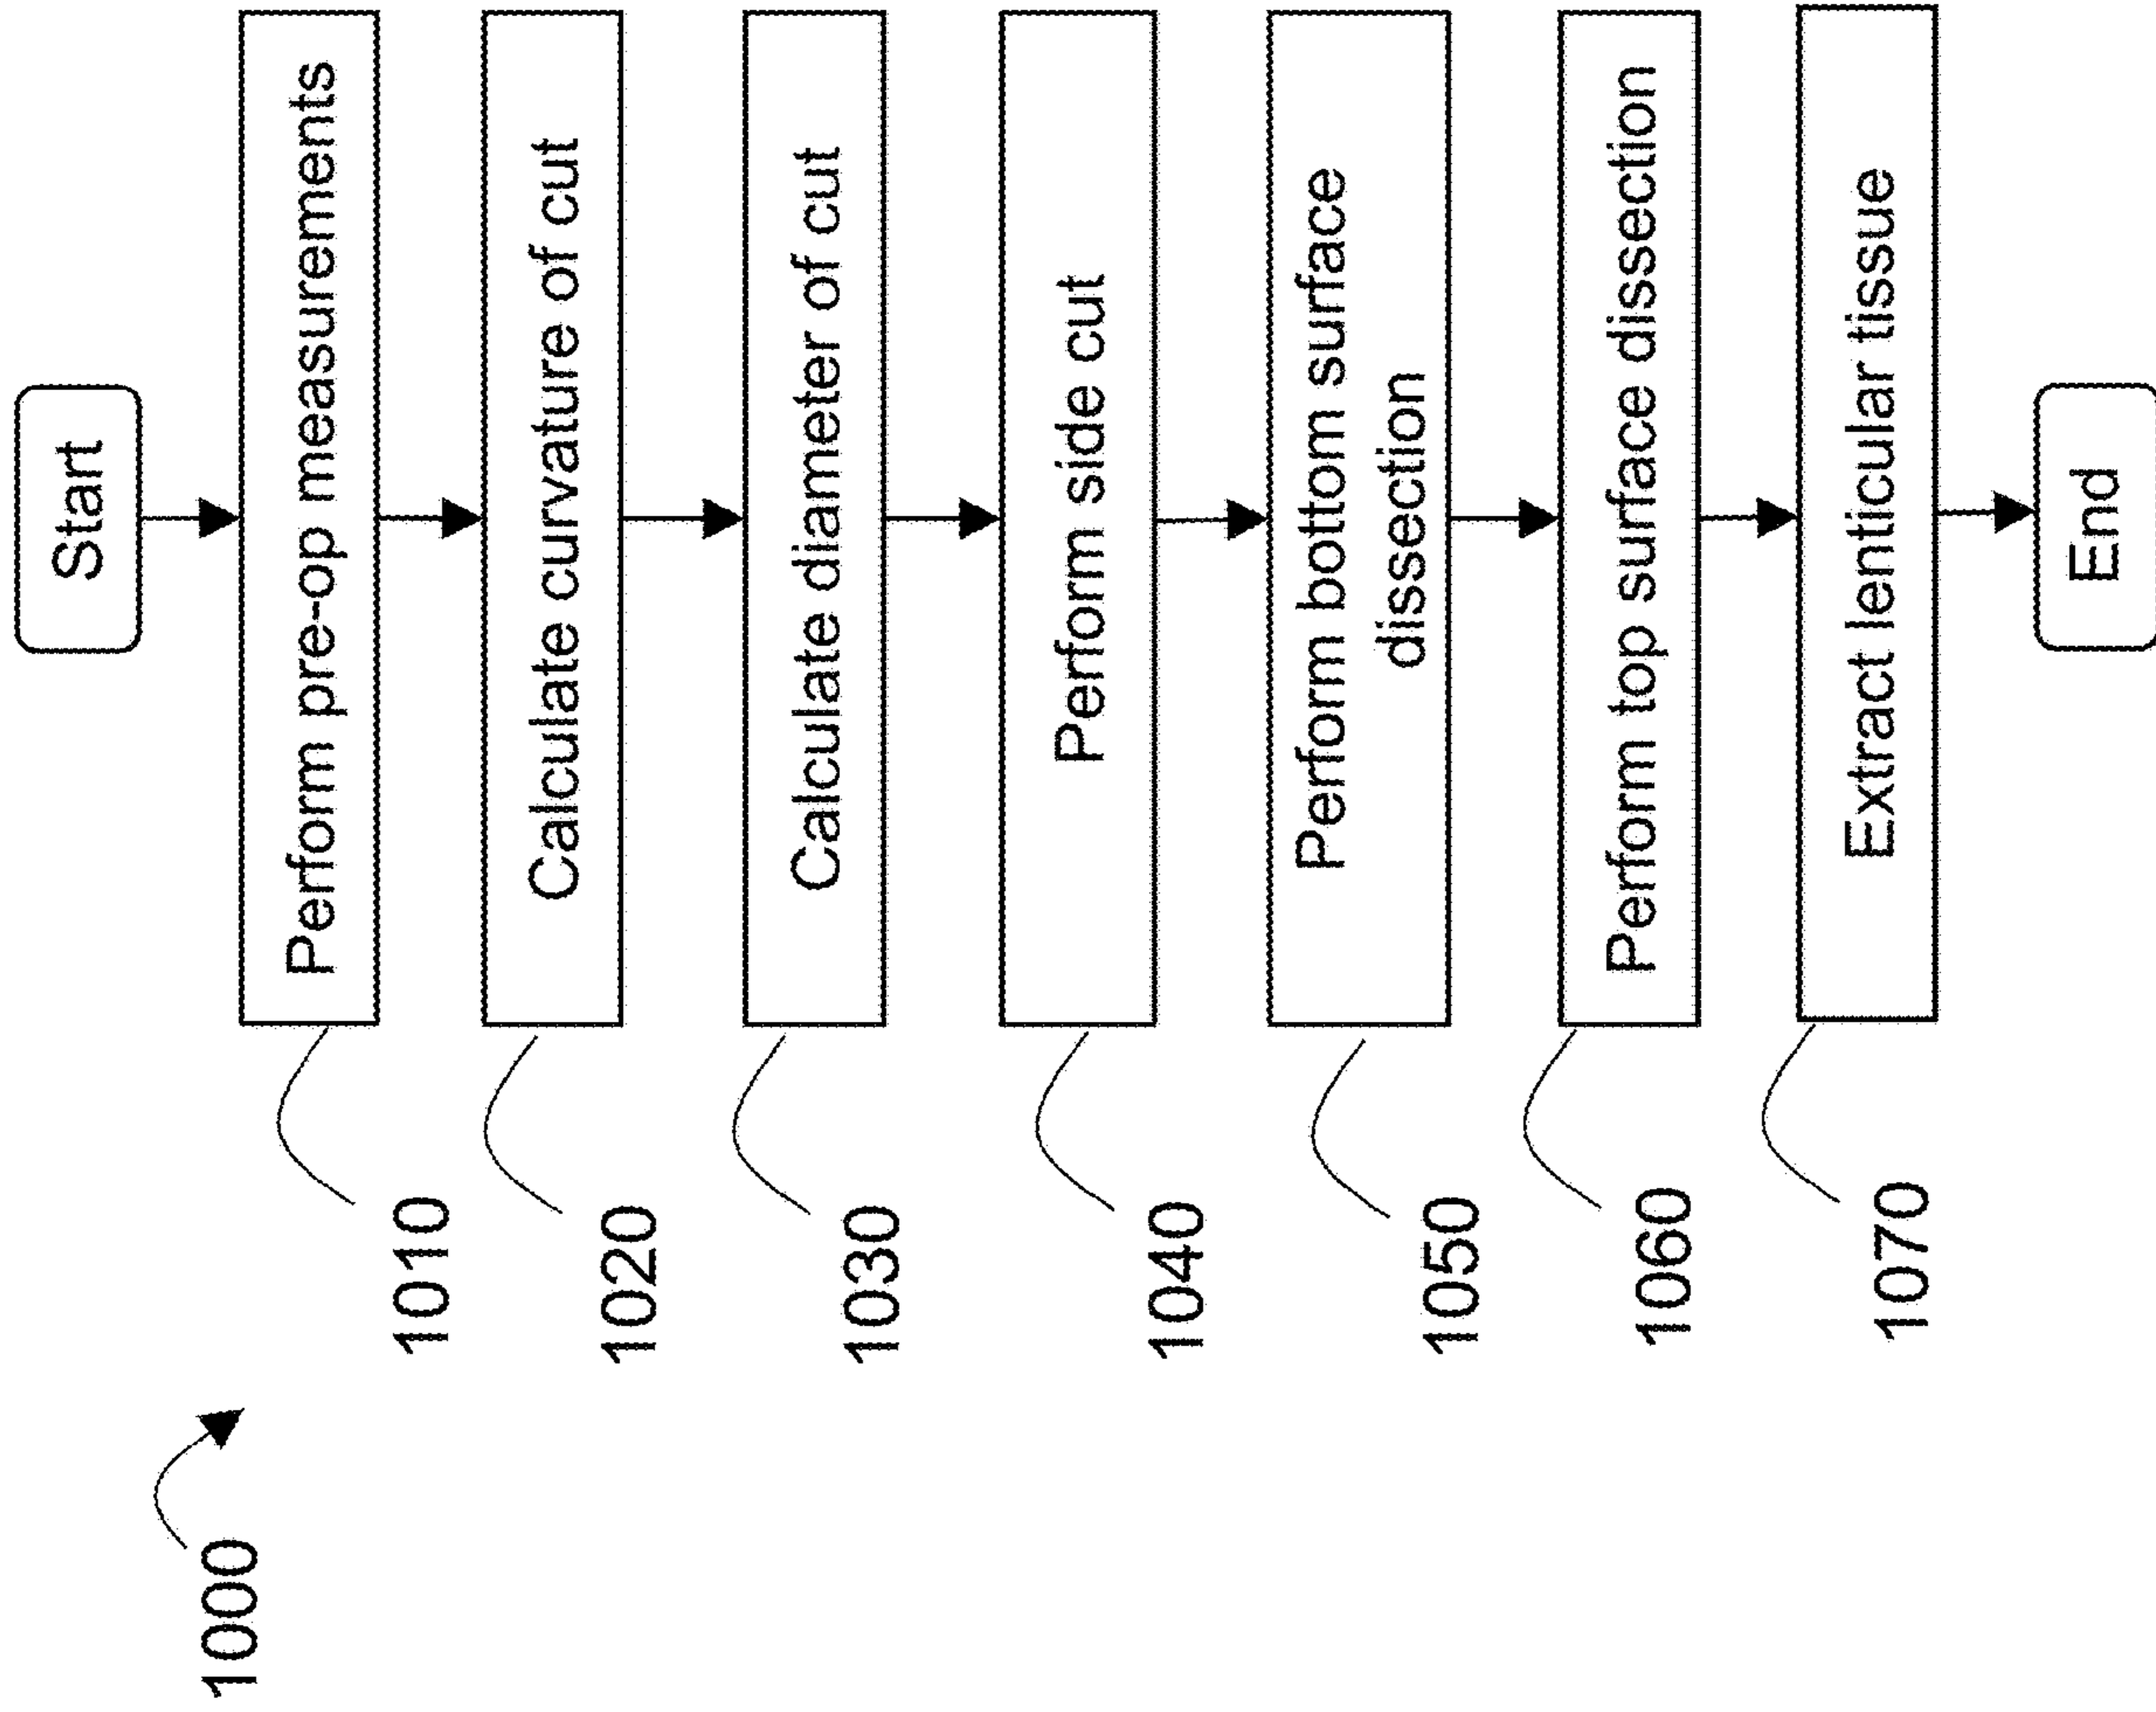 1000
Start
1010
Perform pre-op measurements
1020
Calculate curvature of cut
1030
Calculate diameter of cut
1040
Perform side cut
1050
Perform bottom surface
dissection
1060
Perform top surface dissection
1070
Extract lenticular tissue
End